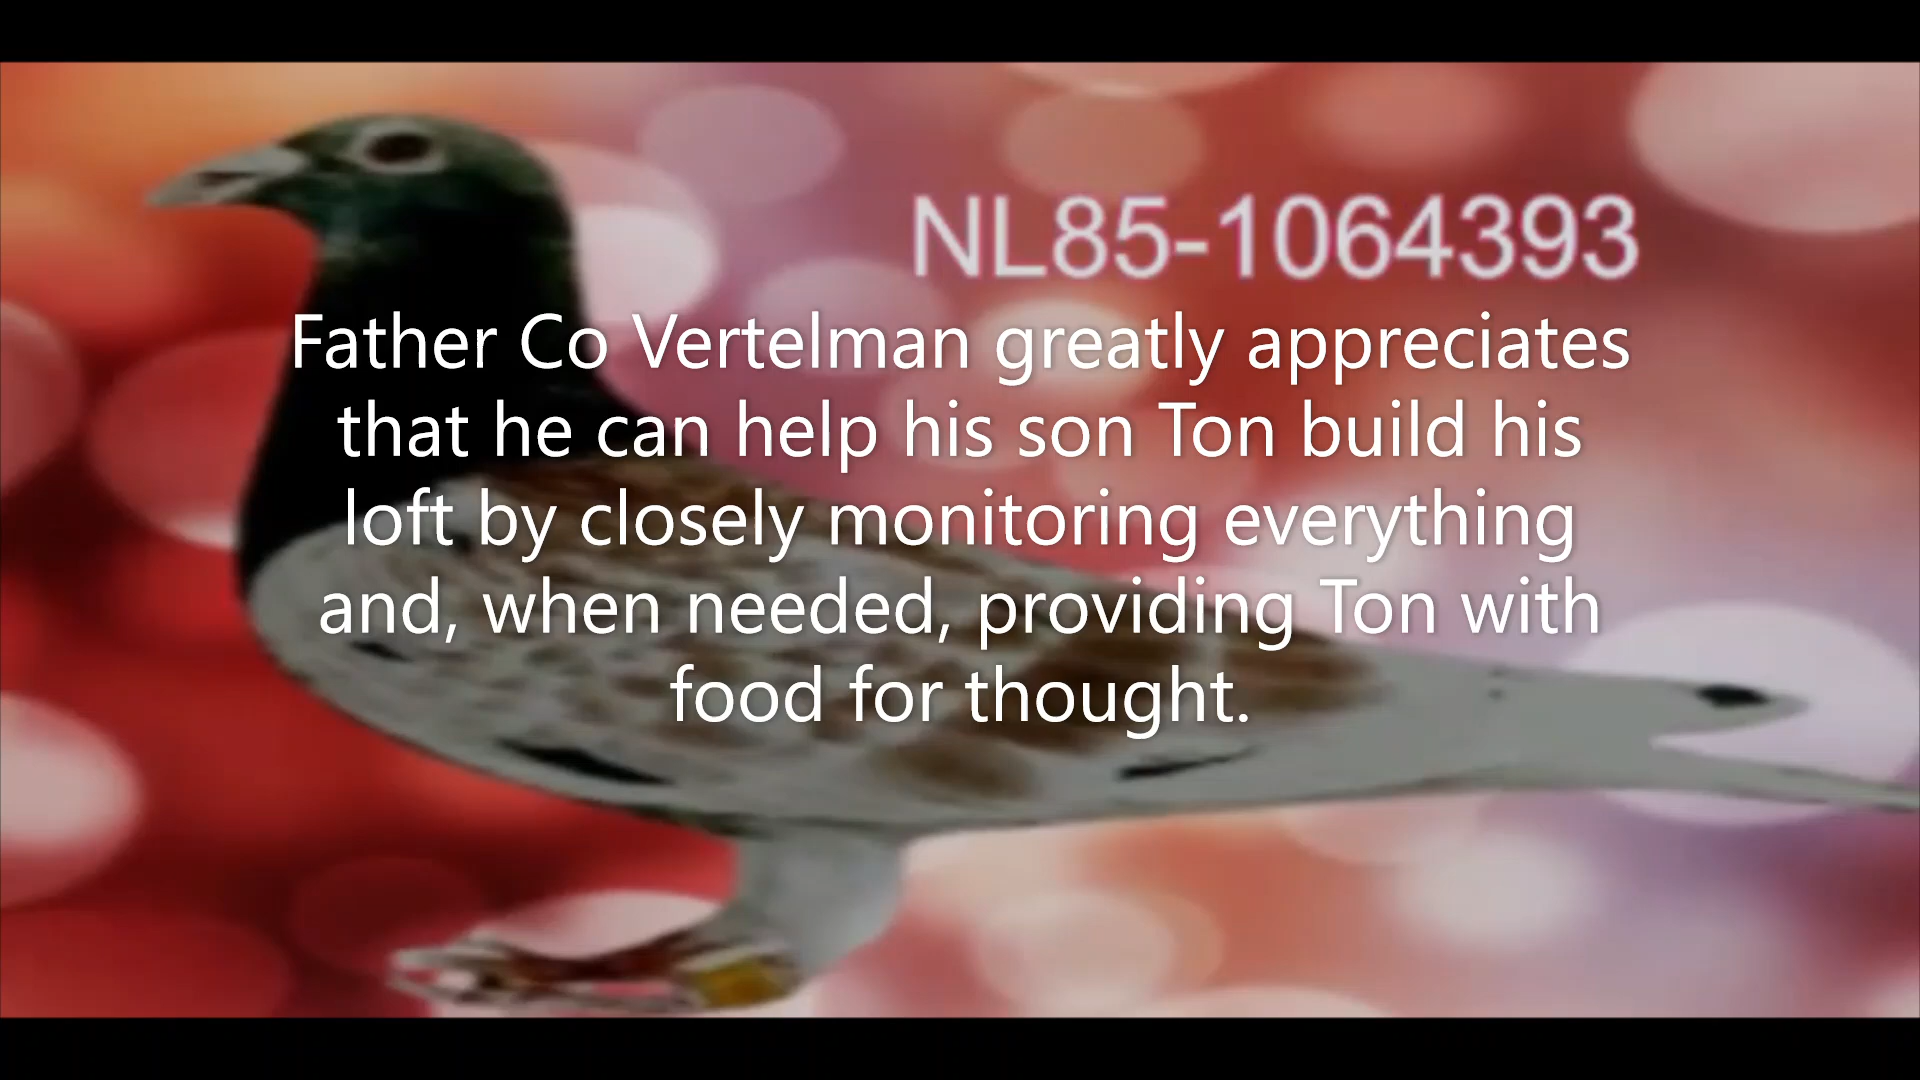 NL85-1064393
Father Co Vertelman greatly appreciates
that he can help his son Ton build his
loft by closely monitoring everything
and, when needed, providing Ton with
food for thought.